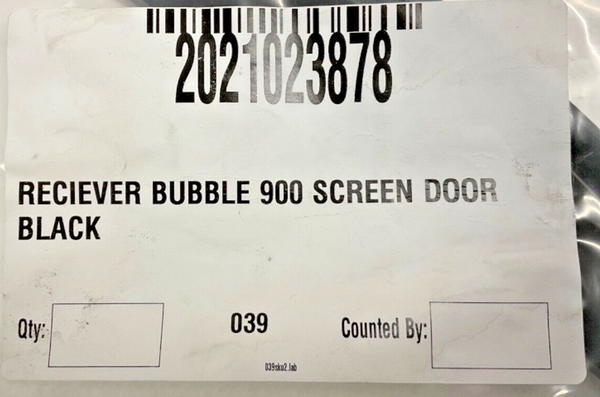 2021023878
RECIEVER BUBBLE 900 SCREEN DOOR
BLACK
Qty: 039 Counted By:
039sku2.lab